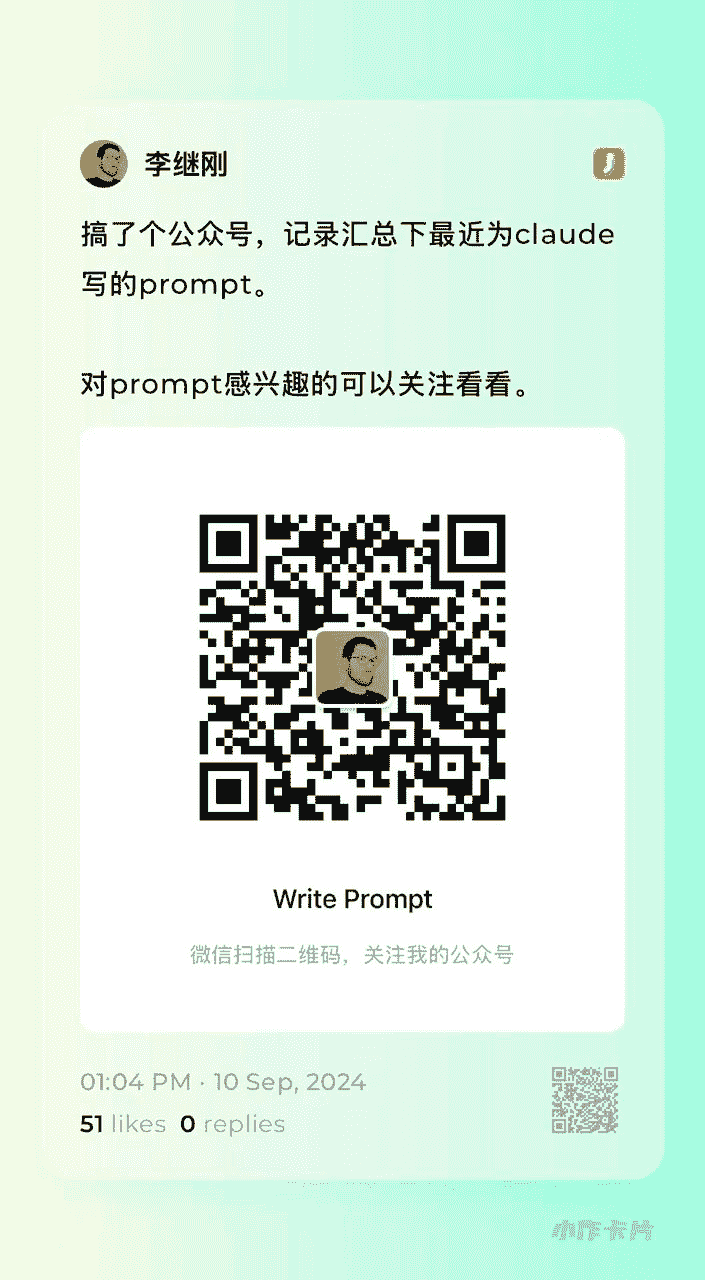 李继刚
搞了个公众号，记录汇总下最近为claude
写的prompt。
对prompt感兴趣的可以关注看看。
Write Prompt
微信扫描二维码，关注我的公众号
01:04 PM · 10 Sep, 2024
51 likes 0 replies
小作卡片